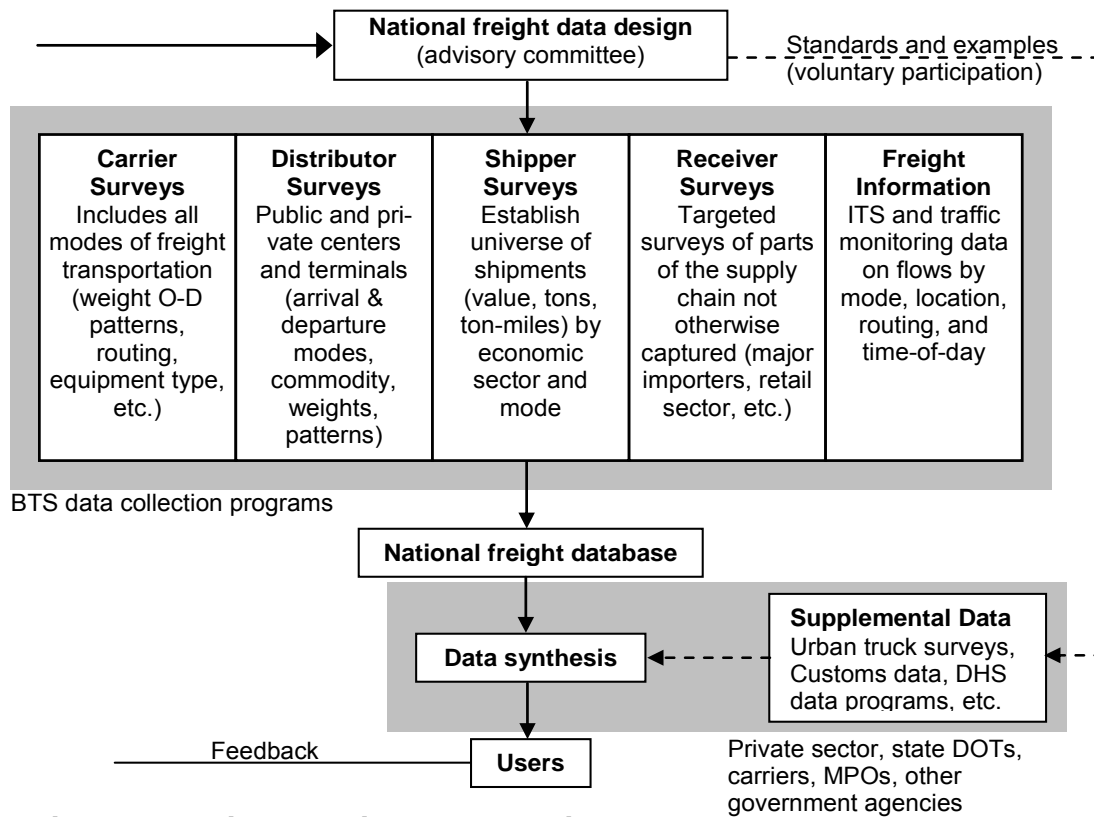 National freight data design
(advisory committee)
Standards and examples
(voluntary participation)
Carrier
Surveys
Includes all
modes of freight
transportation
(weight O-D
patterns,
routing,
equipment type,
etc.)
Distributor
Surveys
Public and pri-
vate centers
and terminals
(arrival &
departure
modes,
commodity,
weights,
patterns)
Shipper
Surveys
Establish
universe of
shipments
(value, tons,
ton-miles) by
economic
sector and
mode
Receiver
Surveys
Targeted
surveys of parts
of the supply
chain not
otherwise
captured (major
importers, retail
sector, etc.)
Freight
Information
ITS and traffic
monitoring data
on flows by
mode, location,
routing, and
time-of-day
BTS data collection programs
National freight database
Data synthesis
Supplemental Data
Urban truck surveys,
Customs data, DHS
data programs, etc.
Feedback
Users
Private sector, state DOTs,
carriers, MPOs, other
government agencies